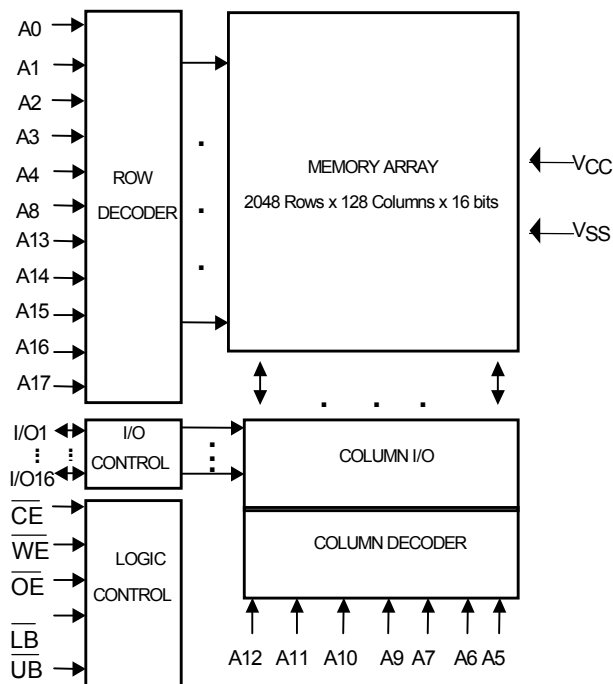 A0
A1
A2
A3
A4
A8
A13
A14
A15
A16
A17
ROW
DECODER
MEMORY ARRAY
2048 Rows x 128 Columns x 16 bits
VCC
VSS
I/O1
I/O16
I/O
CONTROL
COLUMN I/O
COLUMN DECODER
CE
WE
OE
LB
UB
LOGIC
CONTROL
A12 A11 A10 A9 A7 A6 A5